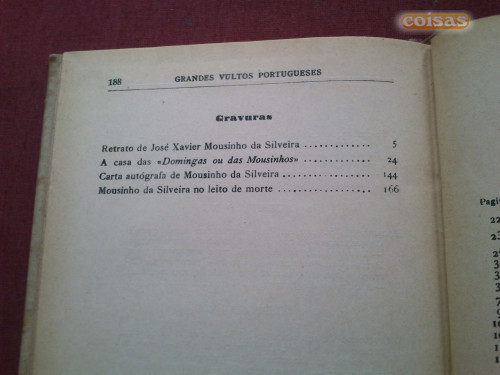 coisas
188 GRANDES VULTOS PORTUGUESES
Gravuras
Retrato de José Xavier Mousinho da Silveira ............ 5
A casa das «Domingas ou das Mousinhos» ............ 24
Carta autógrafa de Mousinho da Silveira ............... 144
Mousinho da Silveira no leito de morte ............... 166